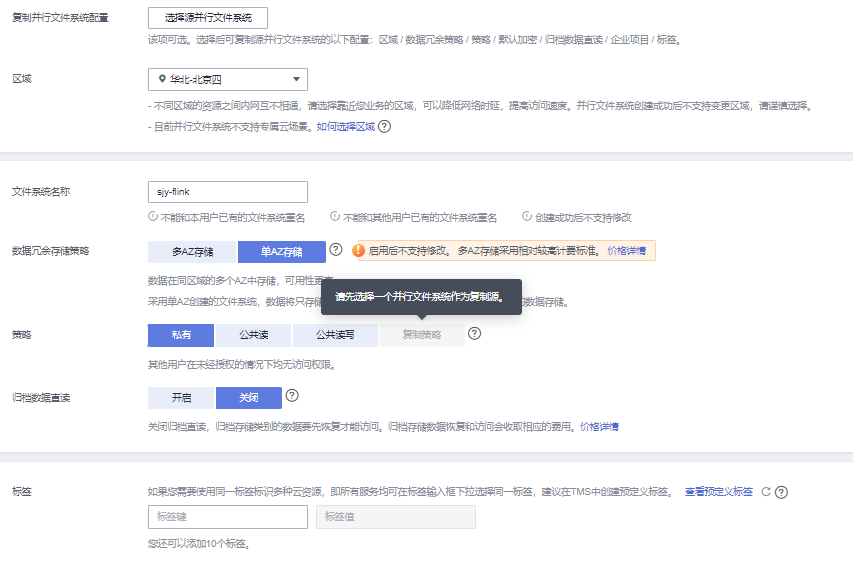 复制并行文件系统配置
选择源并行文件系统
该项可选。选择后可复制源并行文件系统的以下配置：区域 / 数据冗余策略 / 策略 / 默认加密 / 归档数据直读 / 企业项目 / 标签。
区域
华北-北京四
- 不同区域的资源之间内网互不相通，请选择靠近您业务的区域，可以降低网络时延，提高访问速度。并行文件系统创建成功后不支持变更区域，请谨慎选择。
- 目前并行文件系统不支持专属云场景。如何选择区域
文件系统名称
sjy-flink
不能和本用户已有的文件系统重名
不能和其他用户已有的文件系统重名
创建成功后不支持修改
数据冗余存储策略
多AZ存储
单AZ存储
启用后不支持修改。 多AZ存储采用相对较高计费标准。 价格详情
数据在同区域的多个AZ中存储，可用性更
采用单AZ创建的文件系统，数据将只存储 的数据存储。
请先选择一个并行文件系统作为复制源。
策略
私有
公共读
公共读写
复制策略
其他用户在未经授权的情况下均无访问权限。
归档数据直读
开启
关闭
关闭归档直读，归档存储类别的数据要先恢复才能访问。归档存储数据恢复和访问会收取相应的费用。价格详情
标签
如果您需要使用同一标签标识多种云资源，即所有服务均可在标签输入框下拉选择同一标签，建议在TMS中创建预定义标签。 查看预定义标签
标签键
标签值
您还可以添加10个标签。